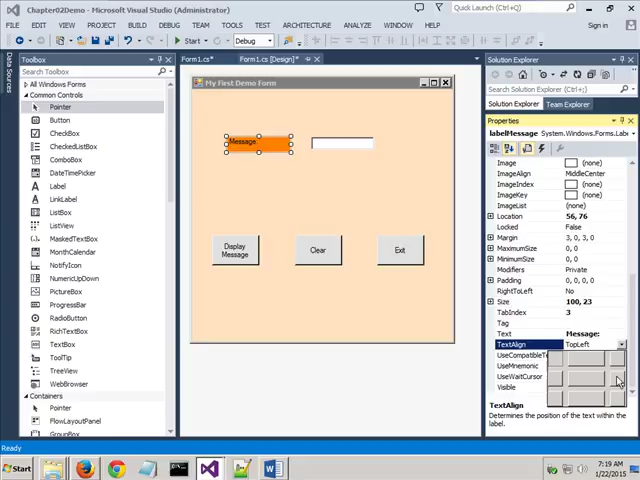 Chapter02Demo - Microsoft Visual Studio (Administrator)
Quick Launch (Ctrl+Q)
FILE EDIT VIEW PROJECT BUILD DEBUG TEAM TOOLS TEST ARCHITECTURE ANALYZE WINDOW HELP
Sign in
Start Debug
Data Sources
Toolbox
Search Toolbox
All Windows Forms
Common Controls
Pointer
Button
CheckBox
CheckedListBox
ComboBox
DateTimePicker
Label
LinkLabel
ListBox
ListView
MaskedTextBox
MonthCalendar
NotifyIcon
NumericUpDown
PictureBox
ProgressBar
RadioButton
RichTextBox
TextBox
ToolTip
TreeView
WebBrowser
Containers
FlowLayoutPanel
GroupBox
Form1.cs* Form1.cs [Design]*
My First Demo Form
Message:
Display Message
Clear
Exit
Solution Explorer
Search Solution Explorer (Ctrl+;)
Solution Explorer Team Explorer
Properties
labelMessage System.Windows.Forms.Label
Image (none)
ImageAlign MiddleCenter
ImageIndex (none)
ImageKey (none)
ImageList (none)
Location 56, 76
Locked False
Margin 3, 0, 3, 0
MaximumSize 0, 0
MinimumSize 0, 0
Modifiers Private
Padding 0, 0, 0, 0
RightToLeft No
Size 100, 23
TabIndex 3
Tag
Text Message:
TextAlign TopLeft
UseCompatibleTe
UseMnemonic
UseWaitCursor
Visible
TextAlign
Determines the position of the text within the label.
Ready
Start
7:19 AM
1/22/2015